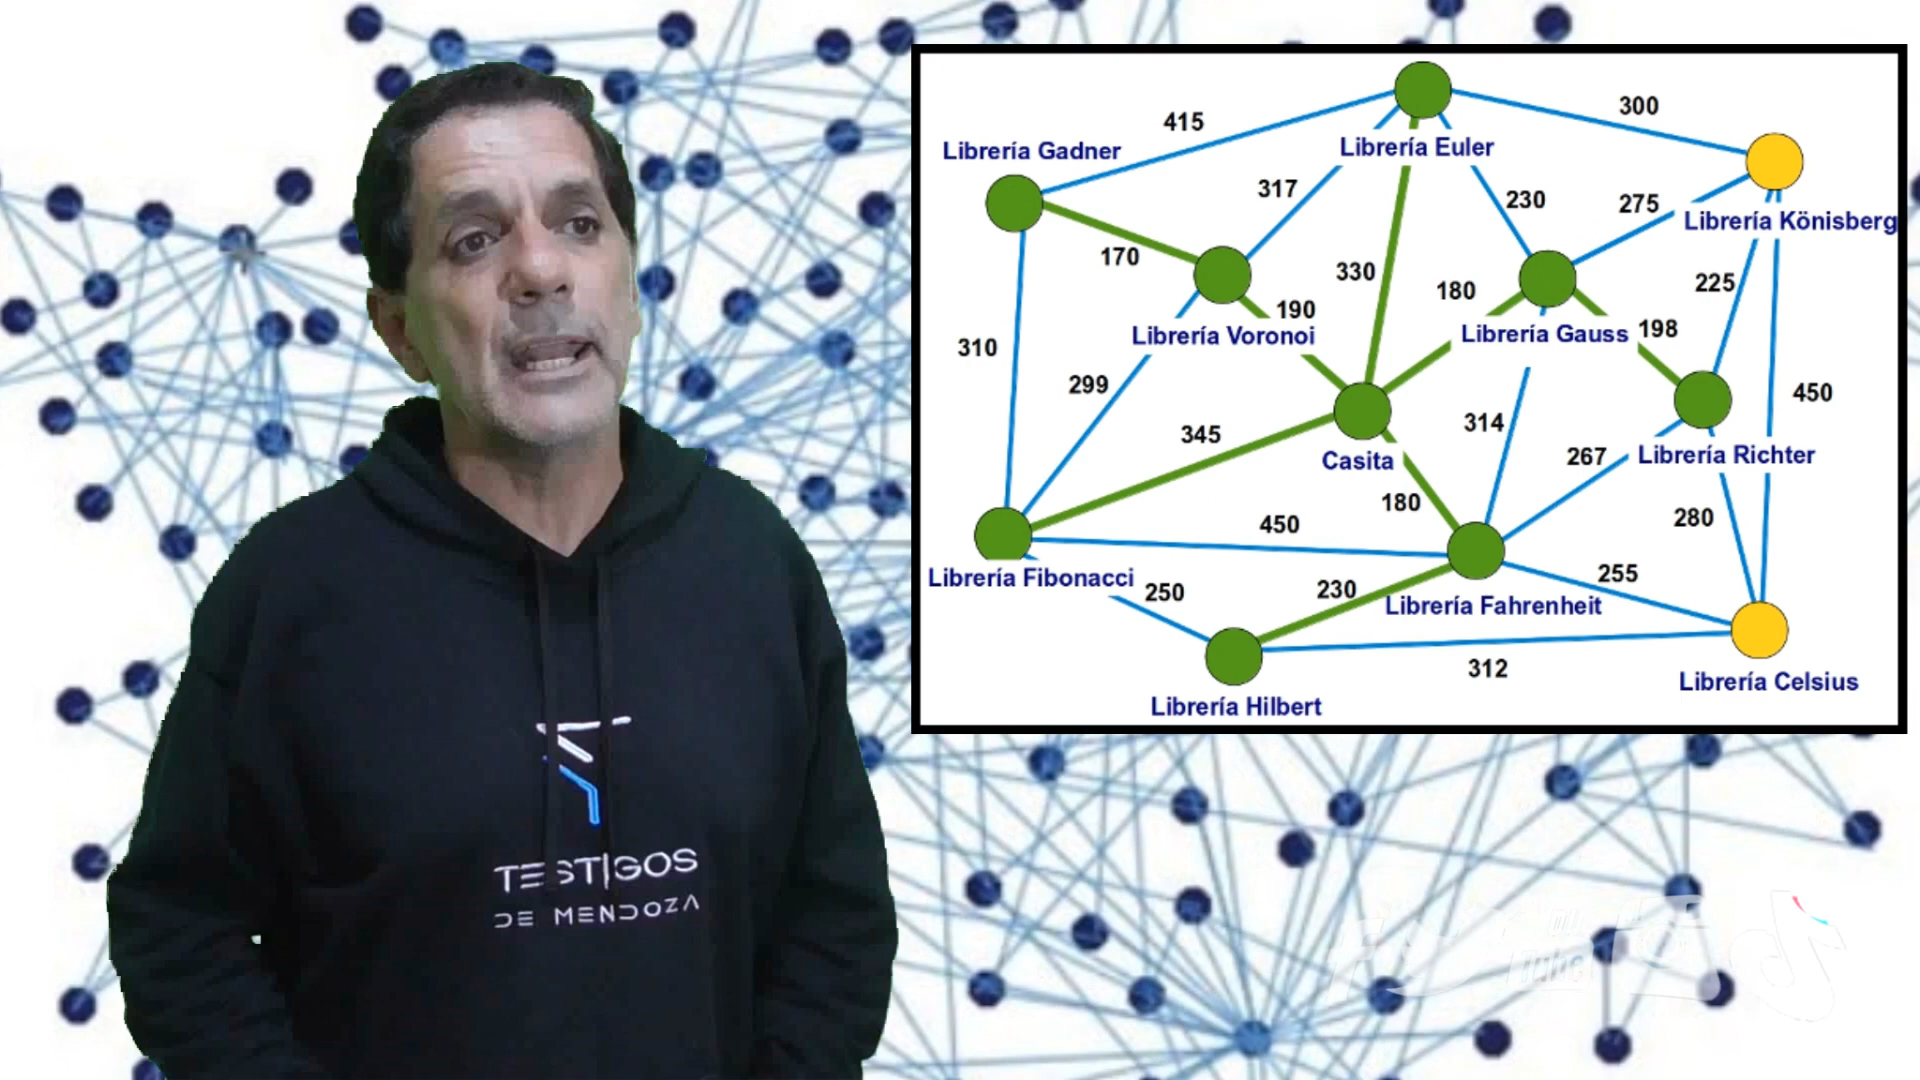 415
300
Librería Euler
Librería Gadner
317
230
275
Librería Könisberg
170
330
180
225
190
198
Librería Voronoi
Librería Gauss
310
299
450
314
345
Casita
267
Librería Richter
180
280
450
Librería Fibonacci
250
230
255
Librería Fahrenheit
312
Librería Celsius
Librería Hilbert
TESTIGOS
DE MENDOZA